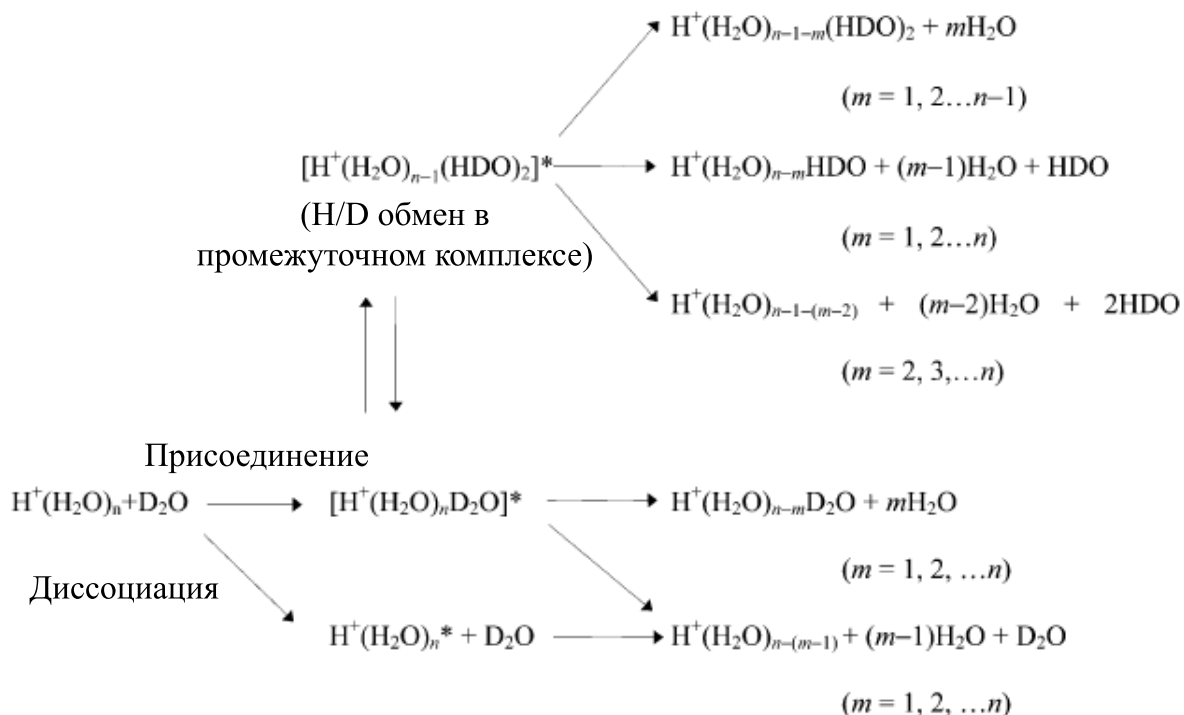 H⁺(H₂O)ₙ₋₁₋ₘ(HDO)₂ + mH₂O
(m = 1, 2…n–1)
[H⁺(H₂O)ₙ₋₁(HDO)₂]* H⁺(H₂O)ₙ₋ₘHDO + (m–1)H₂O + HDO
(H/D обмен в
промежуточном комплексе)
(m = 1, 2…n)
H⁺(H₂O)ₙ₋₁₋₍ₘ₋₂₎ + (m–2)H₂O + 2HDO
(m = 2, 3,…n)
Присоединение
H⁺(H₂O)ₙ+D₂O [H⁺(H₂O)ₙD₂O]* H⁺(H₂O)ₙ₋ₘD₂O + mH₂O
(m = 1, 2, …n)
Диссоциация
H⁺(H₂O)ₙ* + D₂O H⁺(H₂O)ₙ₋₍ₘ₋₁₎ + (m–1)H₂O + D₂O
(m = 1, 2, …n)